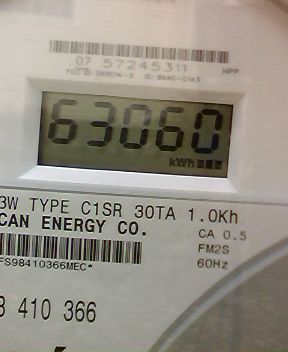 07 57245311
HPP
63060
kWh
3W TYPE C1SR 30TA 1.0Kh
CAN ENERGY CO.
CA 0.5
FM2S
FS98410366MEC*
60Hz
410 366